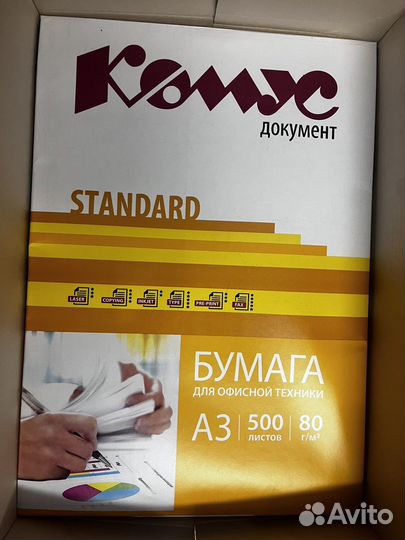 Комус
документ
STANDARD
LASER COPYING INKJET TYPE PRE-PRINT FAX
БУМАГА
ДЛЯ ОФИСНОЙ ТЕХНИКИ
А3 500 листов 80 г/м²
Avito